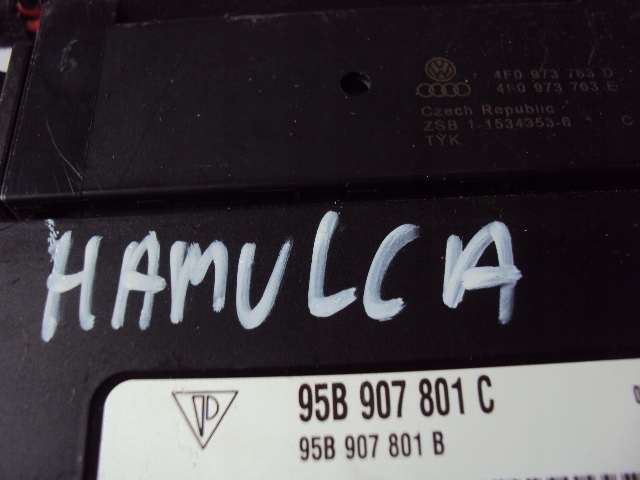 4F0 973 763 D
4F0 973 763 E
Czech Republic
ZSB 1-1534353-6 C
TYK
HAMULCA
95B 907 801 C
95B 907 801 B